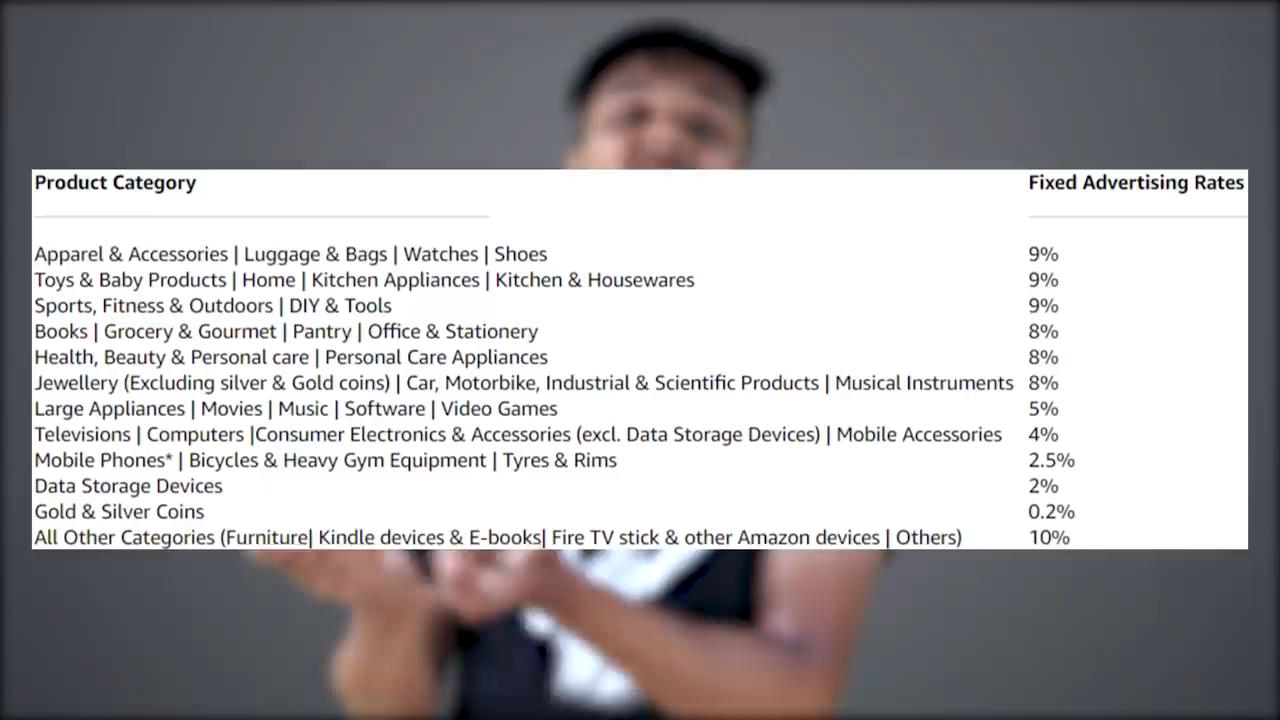 Product Category Fixed Advertising Rates
Apparel & Accessories | Luggage & Bags | Watches | Shoes 9%
Toys & Baby Products | Home | Kitchen Appliances | Kitchen & Housewares 9%
Sports, Fitness & Outdoors | DIY & Tools 9%
Books | Grocery & Gourmet | Pantry | Office & Stationery 8%
Health, Beauty & Personal care | Personal Care Appliances 8%
Jewellery (Excluding silver & Gold coins) | Car, Motorbike, Industrial & Scientific Products | Musical Instruments 8%
Large Appliances | Movies | Music | Software | Video Games 5%
Televisions | Computers |Consumer Electronics & Accessories (excl. Data Storage Devices) | Mobile Accessories 4%
Mobile Phones* | Bicycles & Heavy Gym Equipment | Tyres & Rims 2.5%
Data Storage Devices 2%
Gold & Silver Coins 0.2%
All Other Categories (Furniture| Kindle devices & E-books| Fire TV stick & other Amazon devices | Others) 10%